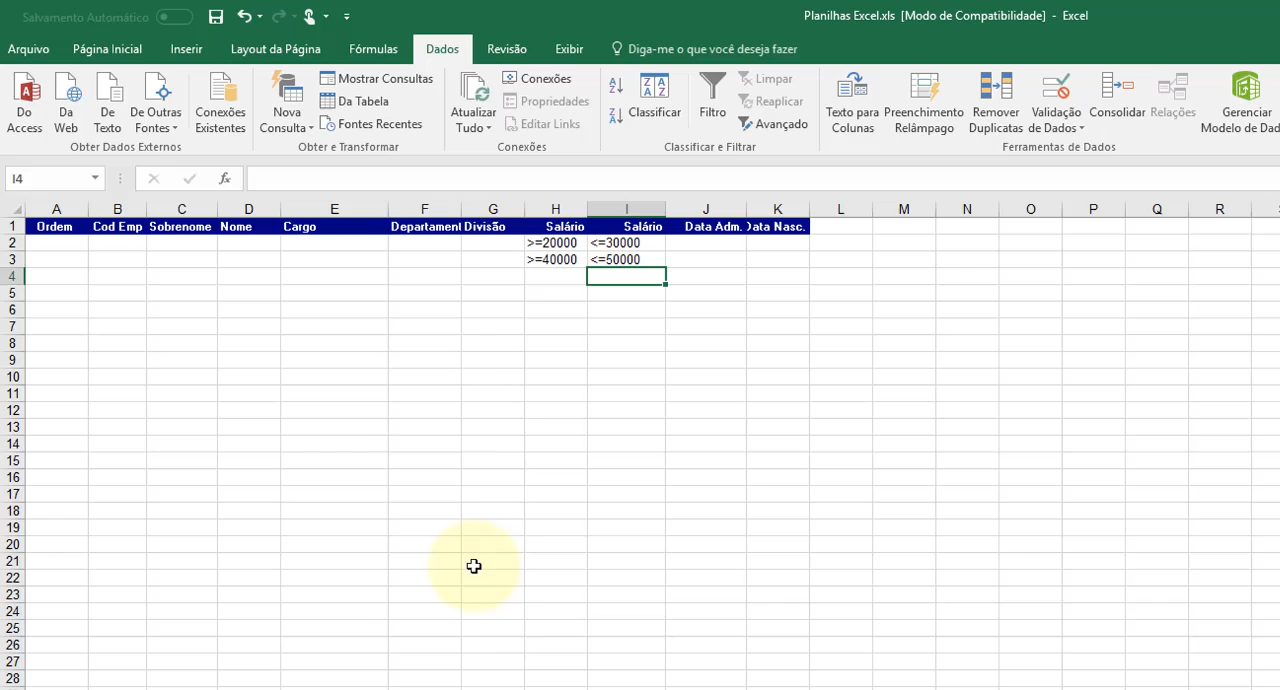 Salvamento Automático
Planilhas Excel.xls [Modo de Compatibilidade] - Excel
Arquivo Página Inicial Inserir Layout da Página Fórmulas Dados Revisão Exibir Diga-me o que você deseja fazer
Do Access
Da Web
De Texto
De Outras Fontes
Conexões Existentes
Obter Dados Externos
Nova Consulta
Mostrar Consultas
Da Tabela
Fontes Recentes
Obter e Transformar
Atualizar Tudo
Conexões
Propriedades
Editar Links
Conexões
Classificar
Filtro
Limpar
Reaplicar
Avançado
Classificar e Filtrar
Texto para Colunas
Preenchimento Relâmpago
Remover Duplicatas
Validação de Dados
Consolidar
Relações
Gerenciar Modelo de Dad
Ferramentas de Dados
I4 fx
A B C D E F G H I J K L M N O P Q R
1 Ordem Cod Emp Sobrenome Nome Cargo Departament Divisão Salário Salário Data Adm. Data Nasc.
2 >=20000 <=30000
3 >=40000 <=50000
4
5
6
7
8
9
10
11
12
13
14
15
16
17
18
19
20
21
22
23
24
25
26
27
28